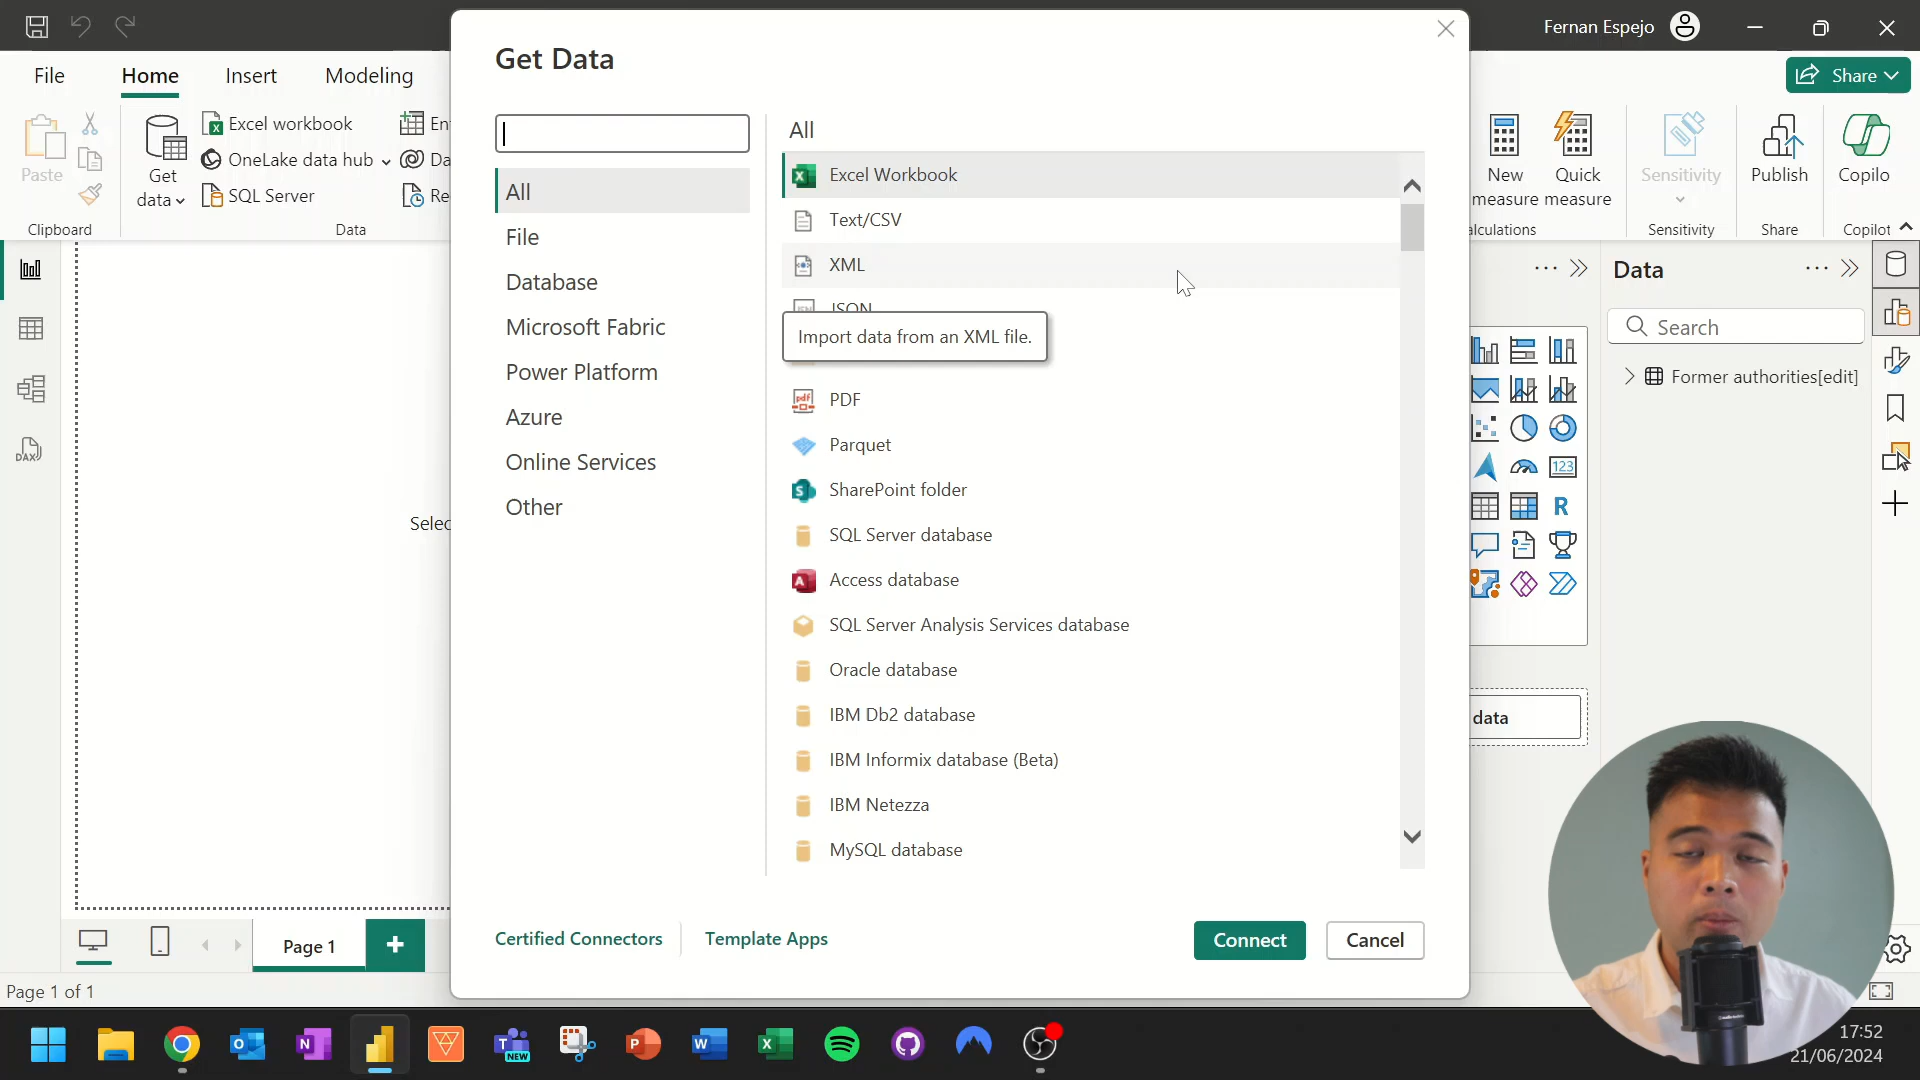 Fernan Espejo
File
Home
Insert
Modeling
Share
Paste
Clipboard
Get data
Excel workbook
OneLake data hub
SQL Server
Data
New measure
Quick measure
Sensitivity
Sensitivity
Publish
Share
Copilo
Copilot
Get Data
All
File
Database
Microsoft Fabric
Power Platform
Azure
Online Services
Other
All
Excel Workbook
Text/CSV
XML
JSON
Import data from an XML file.
PDF
Parquet
SharePoint folder
SQL Server database
Access database
SQL Server Analysis Services database
Oracle database
IBM Db2 database
IBM Informix database (Beta)
IBM Netezza
MySQL database
Certified Connectors
Template Apps
Connect
Cancel
Data
Search
Former authorities[edit]
data
DAX
123
R
Selec
Page 1
Page 1 of 1
NEW
17:52
21/06/2024